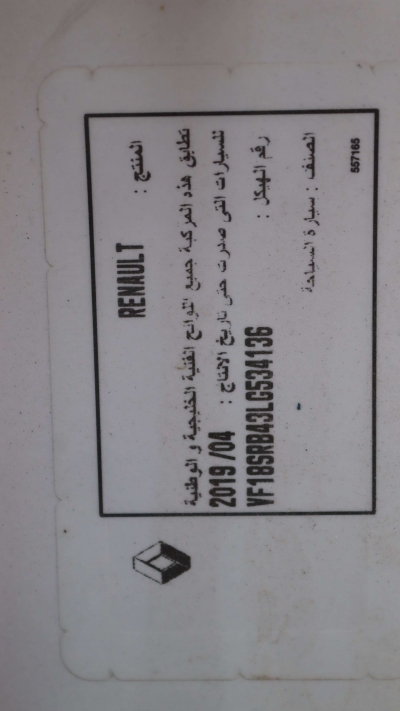 المنتج : RENAULT
تطابق هذه المركبة جميع اللوائح الفنية الخليجية و الوطنية
للسيارات التي صدرت حتى تاريخ الانتاج : 2019 /04
رقم الهيكل : VF18SRB43LG534136
الصنف : سيارة السياحة
557165